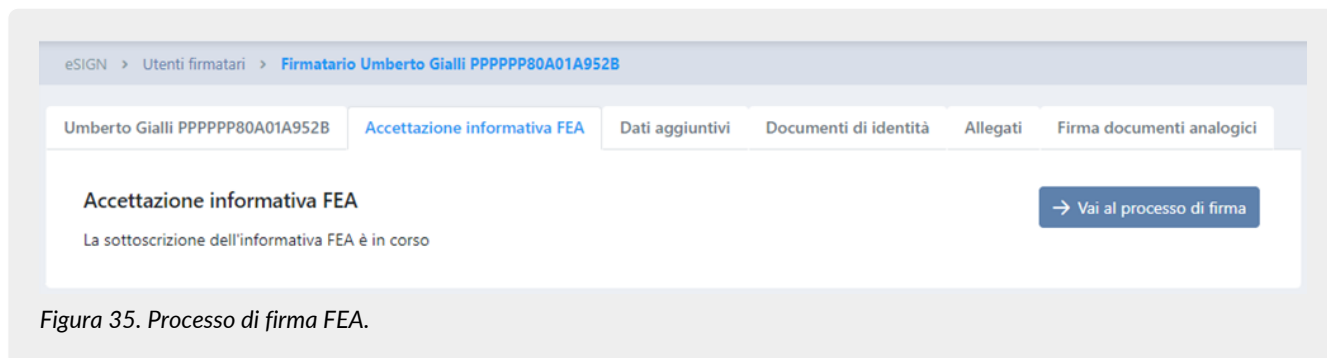 eSIGN > Utenti firmatari > Firmatario Umberto Gialli PPPPPP80A01A952B
Umberto Gialli PPPPPP80A01A952B Accettazione informativa FEA Dati aggiuntivi Documenti di identità Allegati Firma documenti analogici
Accettazione informativa FEA
→ Vai al processo di firma
La sottoscrizione dell'informativa FEA è in corso
Figura 35. Processo di firma FEA.